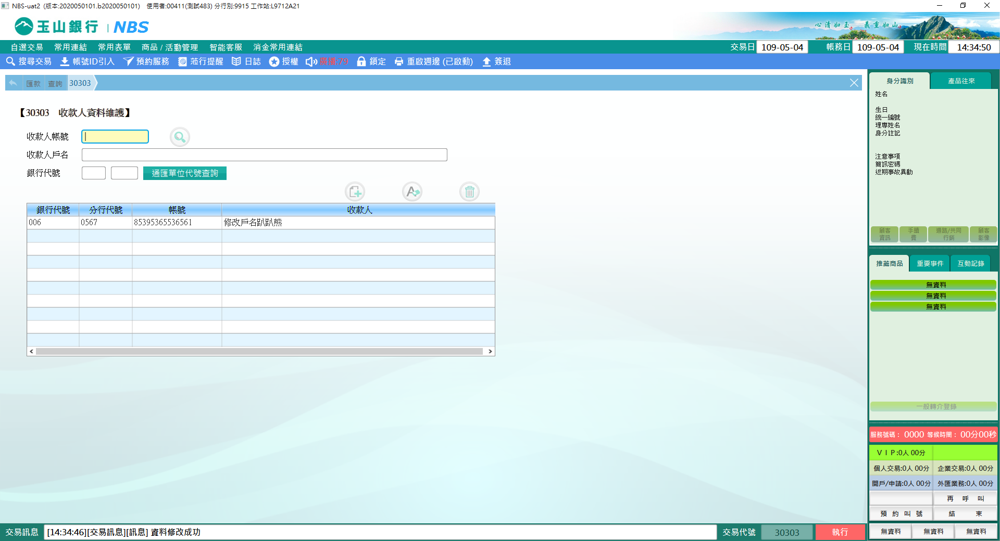 NBS-uat2 (版本:2020050101.b2020050101) 使用者:00411(測試483) 分行別:9915 工作站:L9712A21
玉山銀行 | NBS
心清如玉 義重如山
自選交易 常用連結 常用表單 商品 / 活動管理 智能客服 消金常用連結 交易日 109-05-04 帳務日 109-05-04 現在時間 14:34:50
搜尋交易 帳號ID引入 預約服務 蒞行提醒 日誌 授權 廣播:79 鎖定 重啟週邊 (已啟動) 簽退
匯款 查詢 30303
【30303 收款人資料維護】
收款人帳號
收款人戶名
銀行代號 通匯單位代號查詢
銀行代號 分行代號 帳號 收款人
006 0567 85395365536561 修改戶名趴趴熊
身分識別 產品往來
姓名
生日
統一編號
理專姓名
身分註記
注意事項
簡訊密碼
近期事故異動
顧客資訊 手續費 通路/共同行銷 顧客影像
推薦商品 重要事件 互動記錄
無資料
無資料
無資料
一般轉介登錄
服務號碼： 0000 等候時間： 00分00秒
ＶＩＰ:0人 00分
個人交易:0人 00分 企業交易:0人 00分
開戶/申請:0人 00分 外匯業務:0人 00分
再 呼 叫
預 約 叫 號 結 束
無資料 無資料 無資料
交易訊息 [14:34:46][交易訊息][訊息] 資料修改成功 交易代號 30303 執行